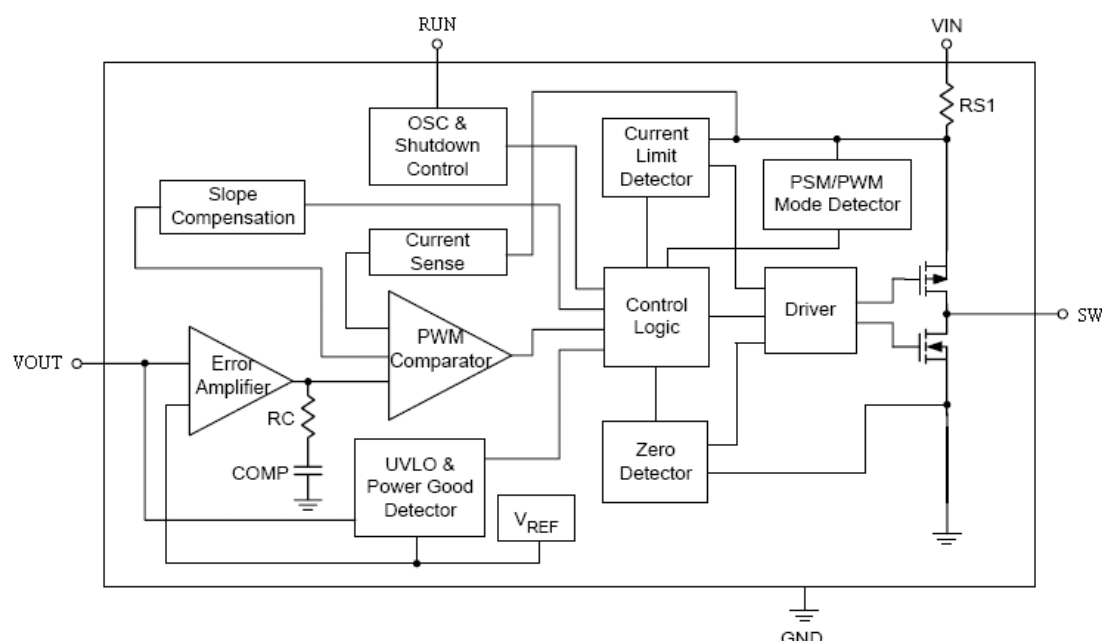 RUN
VIN
RS1
OSC &
Shutdown
Control
Current
Limit
Detector
PSM/PWM
Mode Detector
Slope
Compensation
Current
Sense
Control
Logic
Driver
SW
PWM
Comparator
VOUT
Error
Amplifier
RC
COMP
UVLO &
Power Good
Detector
VREF
Zero
Detector
GND